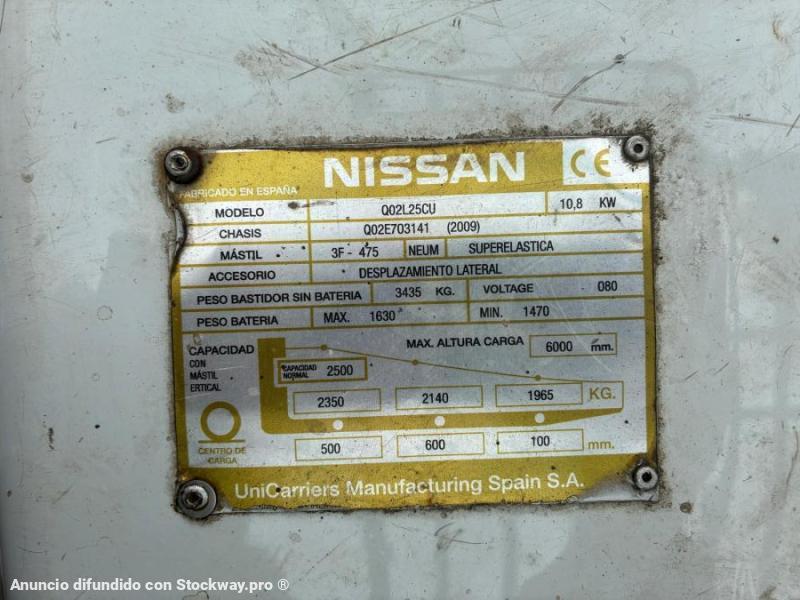 NISSAN CE
FABRICADO EN ESPAÑA
MODELO Q02L25CU 10,8 KW
CHASIS Q02E703141 (2009)
MÁSTIL 3F - 475 NEUM SUPERELASTICA
ACCESORIO DESPLAZAMIENTO LATERAL
PESO BASTIDOR SIN BATERIA 3435 KG. VOLTAGE 080
PESO BATERIA MAX. 1630 MIN. 1470
CAPACIDAD MAX. ALTURA CARGA 6000 mm.
CON
MÁSTIL
ERTICAL
CAPACIDAD
NORMAL 2500
2350 2140 1965 KG.
500 600 100 mm.
CENTRO DE
CARGA
UniCarriers Manufacturing Spain S.A.
Anuncio difundido con Stockway.pro ®